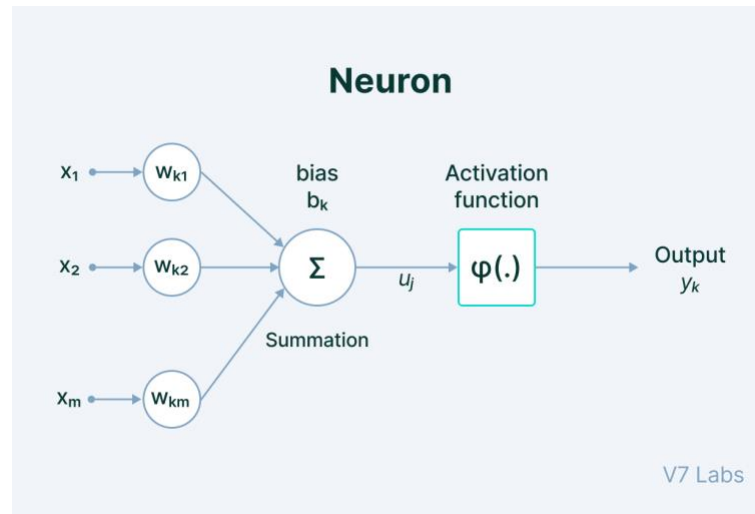 Neuron
x₁ wₖ₁
bias
bₖ
Activation
function
x₂ wₖ₂ Σ uⱼ φ(.)
Output
yₖ
Summation
xₘ wₖₘ
V7 Labs